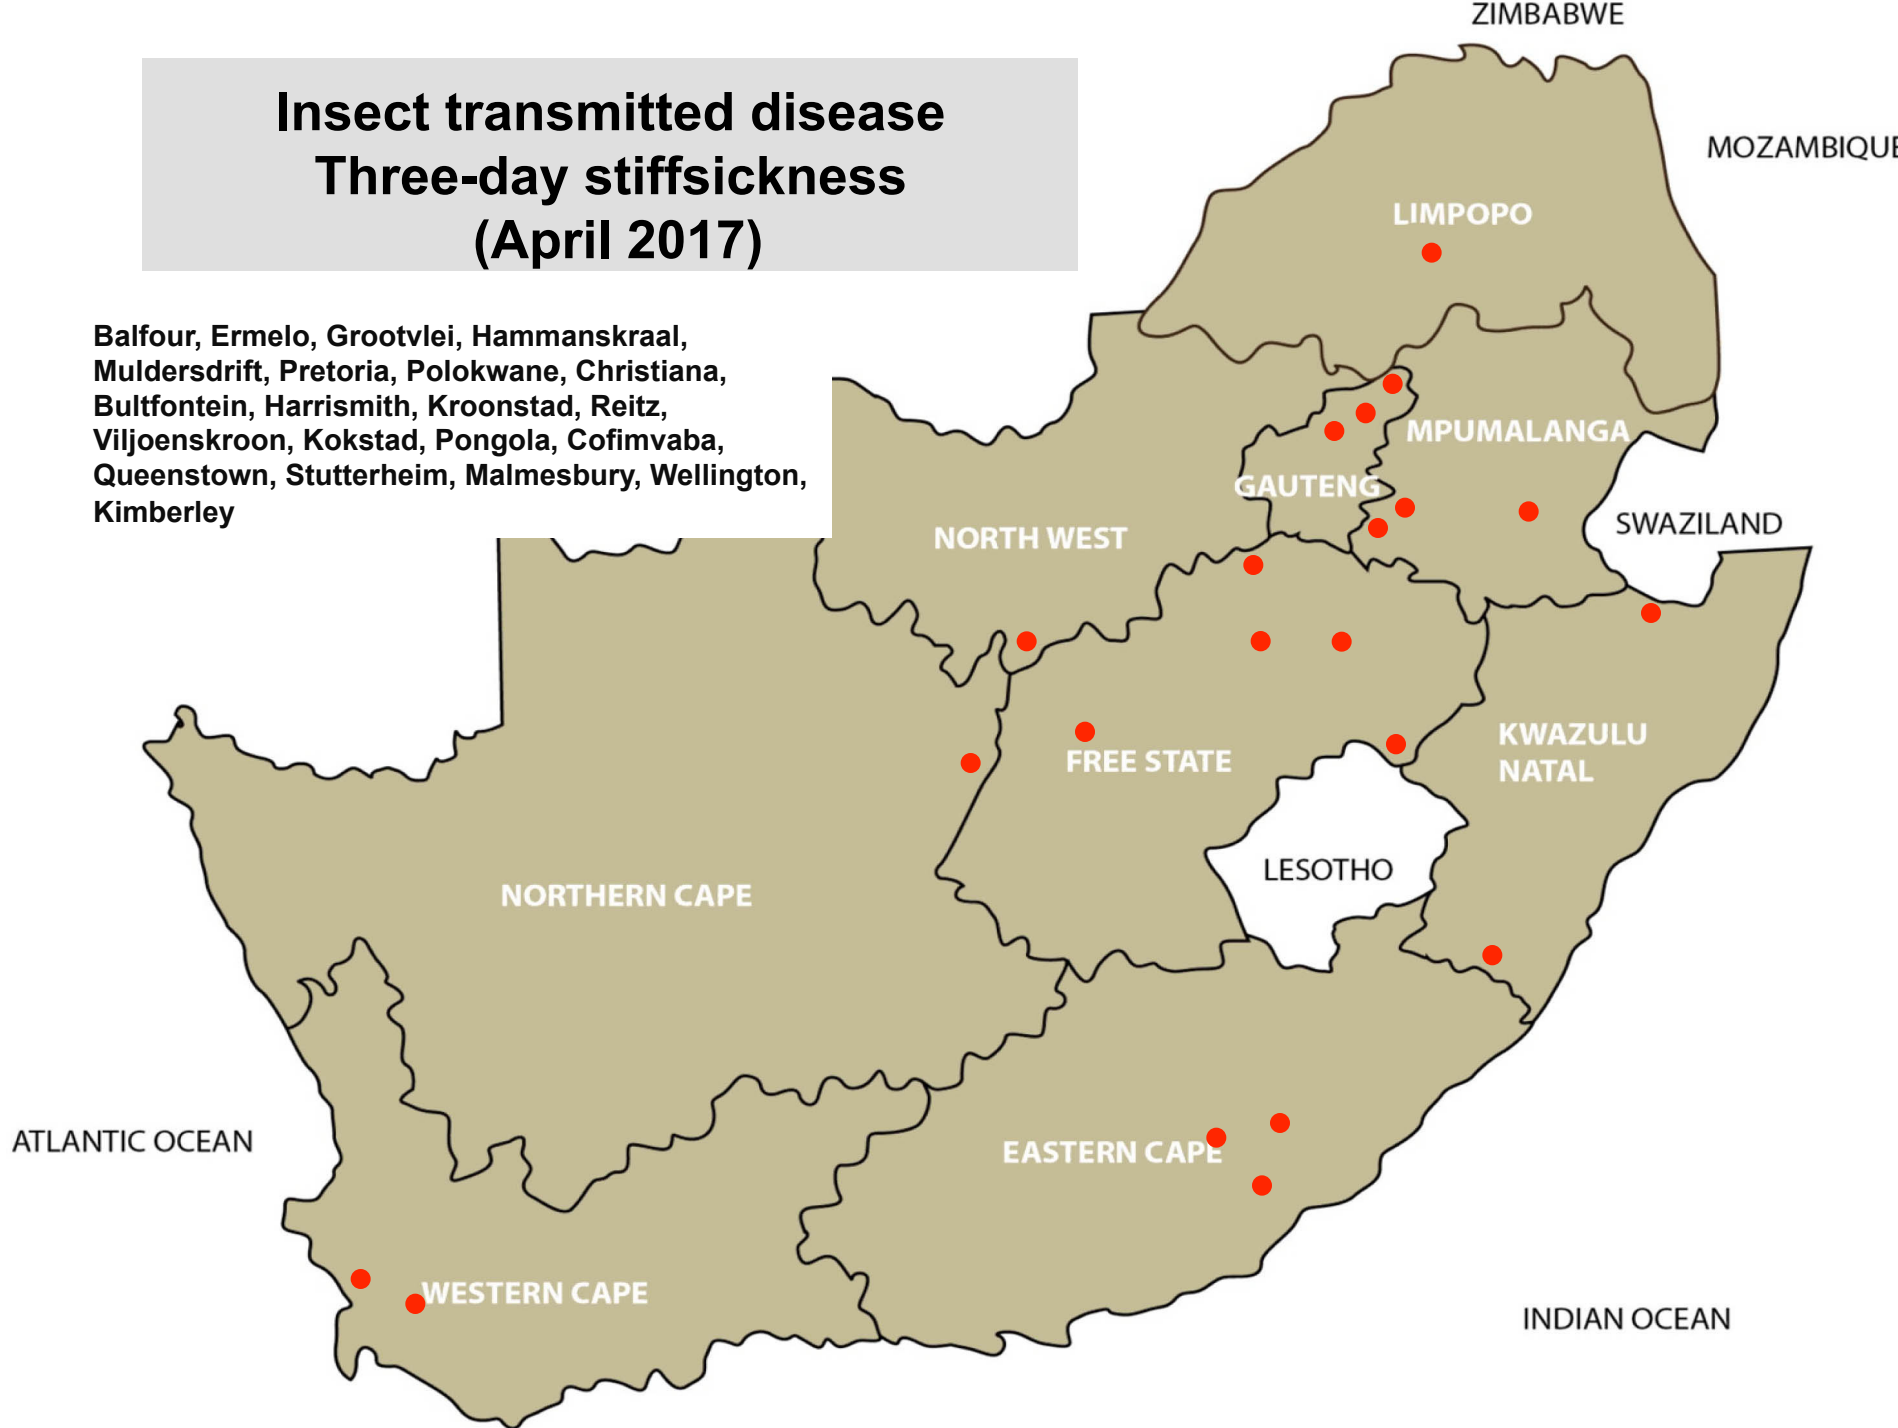 ZIMBABWE
Insect transmitted disease
Three-day stiffsickness
(April 2017)
MOZAMBIQUE
LIMPOPO
Balfour, Ermelo, Grootvlei, Hammanskraal,
Muldersdrift, Pretoria, Polokwane, Christiana,
Bultfontein, Harrismith, Kroonstad, Reitz,
Viljoenskroon, Kokstad, Pongola, Cofimvaba,
Queenstown, Stutterheim, Malmesbury, Wellington,
Kimberley
MPUMALANGA
GAUTENG
NORTH WEST
SWAZILAND
KWAZULU
NATAL
FREE STATE
LESOTHO
NORTHERN CAPE
ATLANTIC OCEAN
EASTERN CAPE
WESTERN CAPE
INDIAN OCEAN